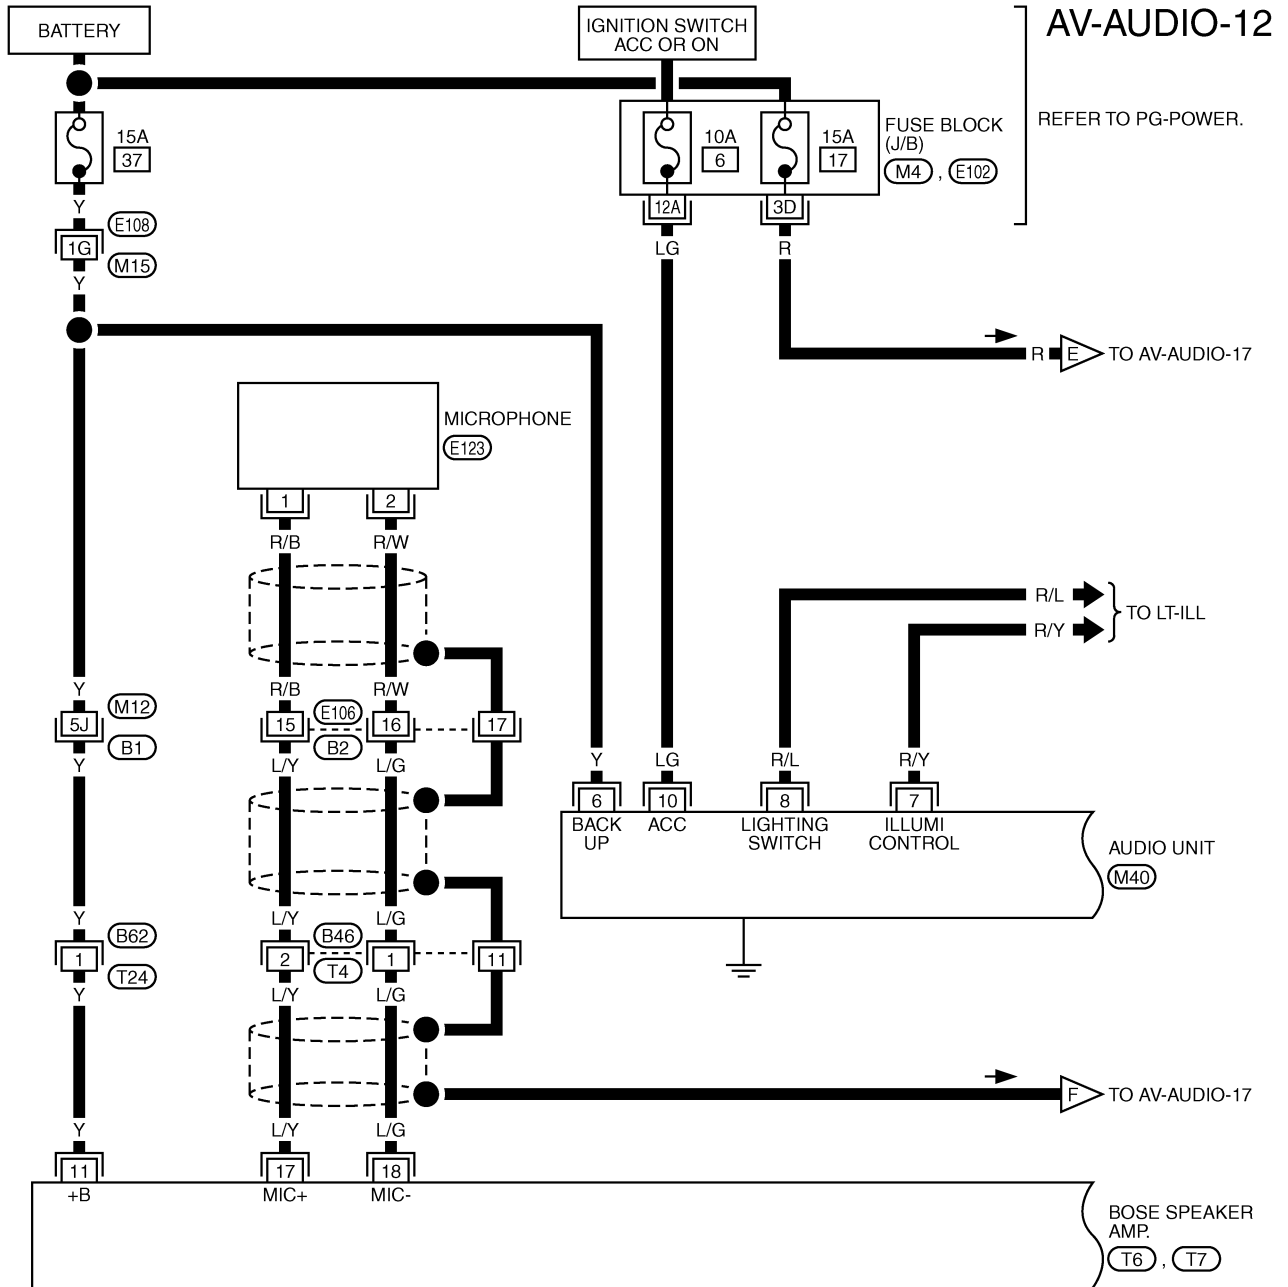 AV-AUDIO-12
BATTERY
IGNITION SWITCH
ACC OR ON
REFER TO PG-POWER.
15A
37
10A
6
15A
17
FUSE BLOCK
(J/B)
M4 , E102
Y
12A
3D
E108
1G
M15
LG
R
Y
R
E
TO AV-AUDIO-17
MICROPHONE
E123
1
2
R/B
R/W
R/L
TO LT-ILL
R/Y
Y
R/B
R/W
M12
5J
B1
E106
15
16
17
B2
Y
L/Y
L/G
Y
LG
R/L
R/Y
6
10
8
7
BACK
UP
ACC
LIGHTING
SWITCH
ILLUMI
CONTROL
AUDIO UNIT
M40
Y
L/Y
L/G
B62
1
T24
B46
2
1
11
T4
Y
L/Y
L/G
F
TO AV-AUDIO-17
Y
L/Y
L/G
11
17
18
+B
MIC+
MIC-
BOSE SPEAKER
AMP.
T6 , T7